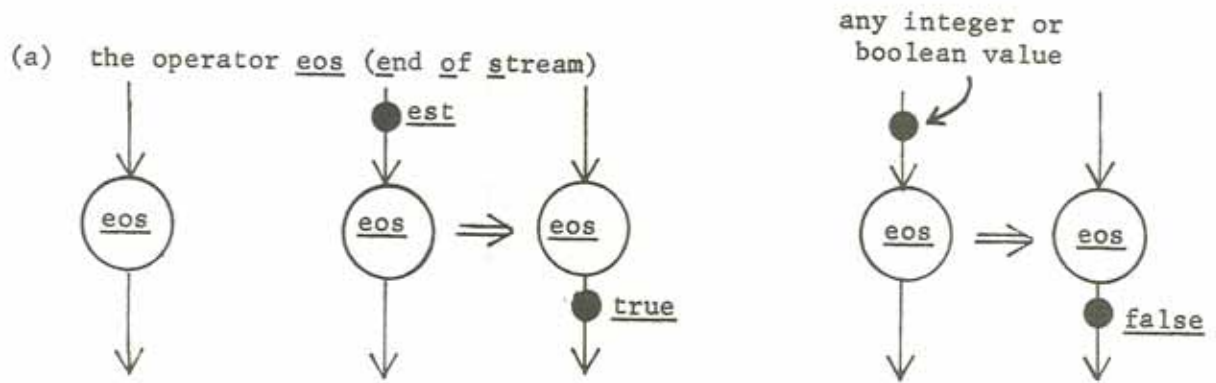 any integer or
boolean value
(a) the operator eos (end of stream)
est
eos
eos
eos
true
eos
eos
false